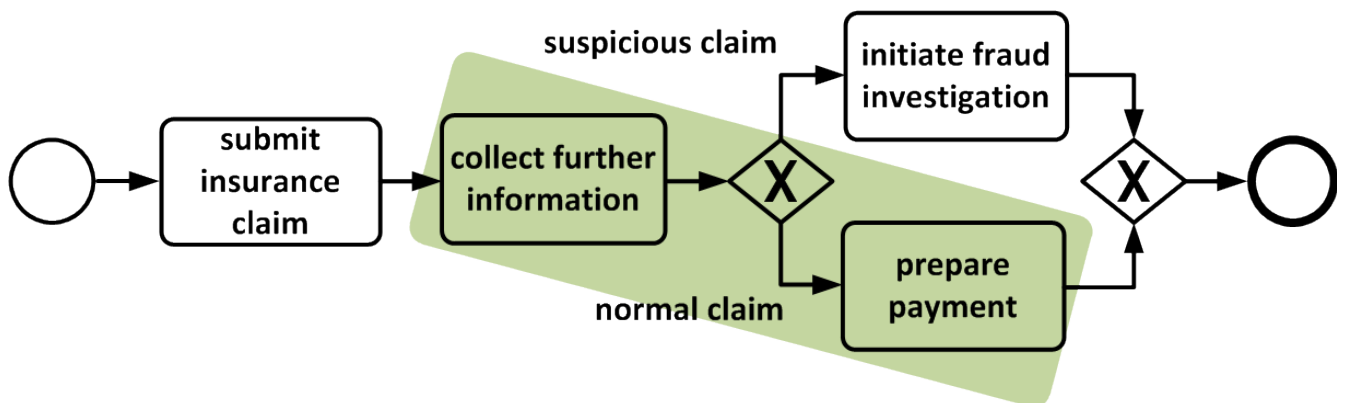 submit
insurance
claim
collect further
information
suspicious claim
X
normal claim
initiate fraud
investigation
prepare
payment
X